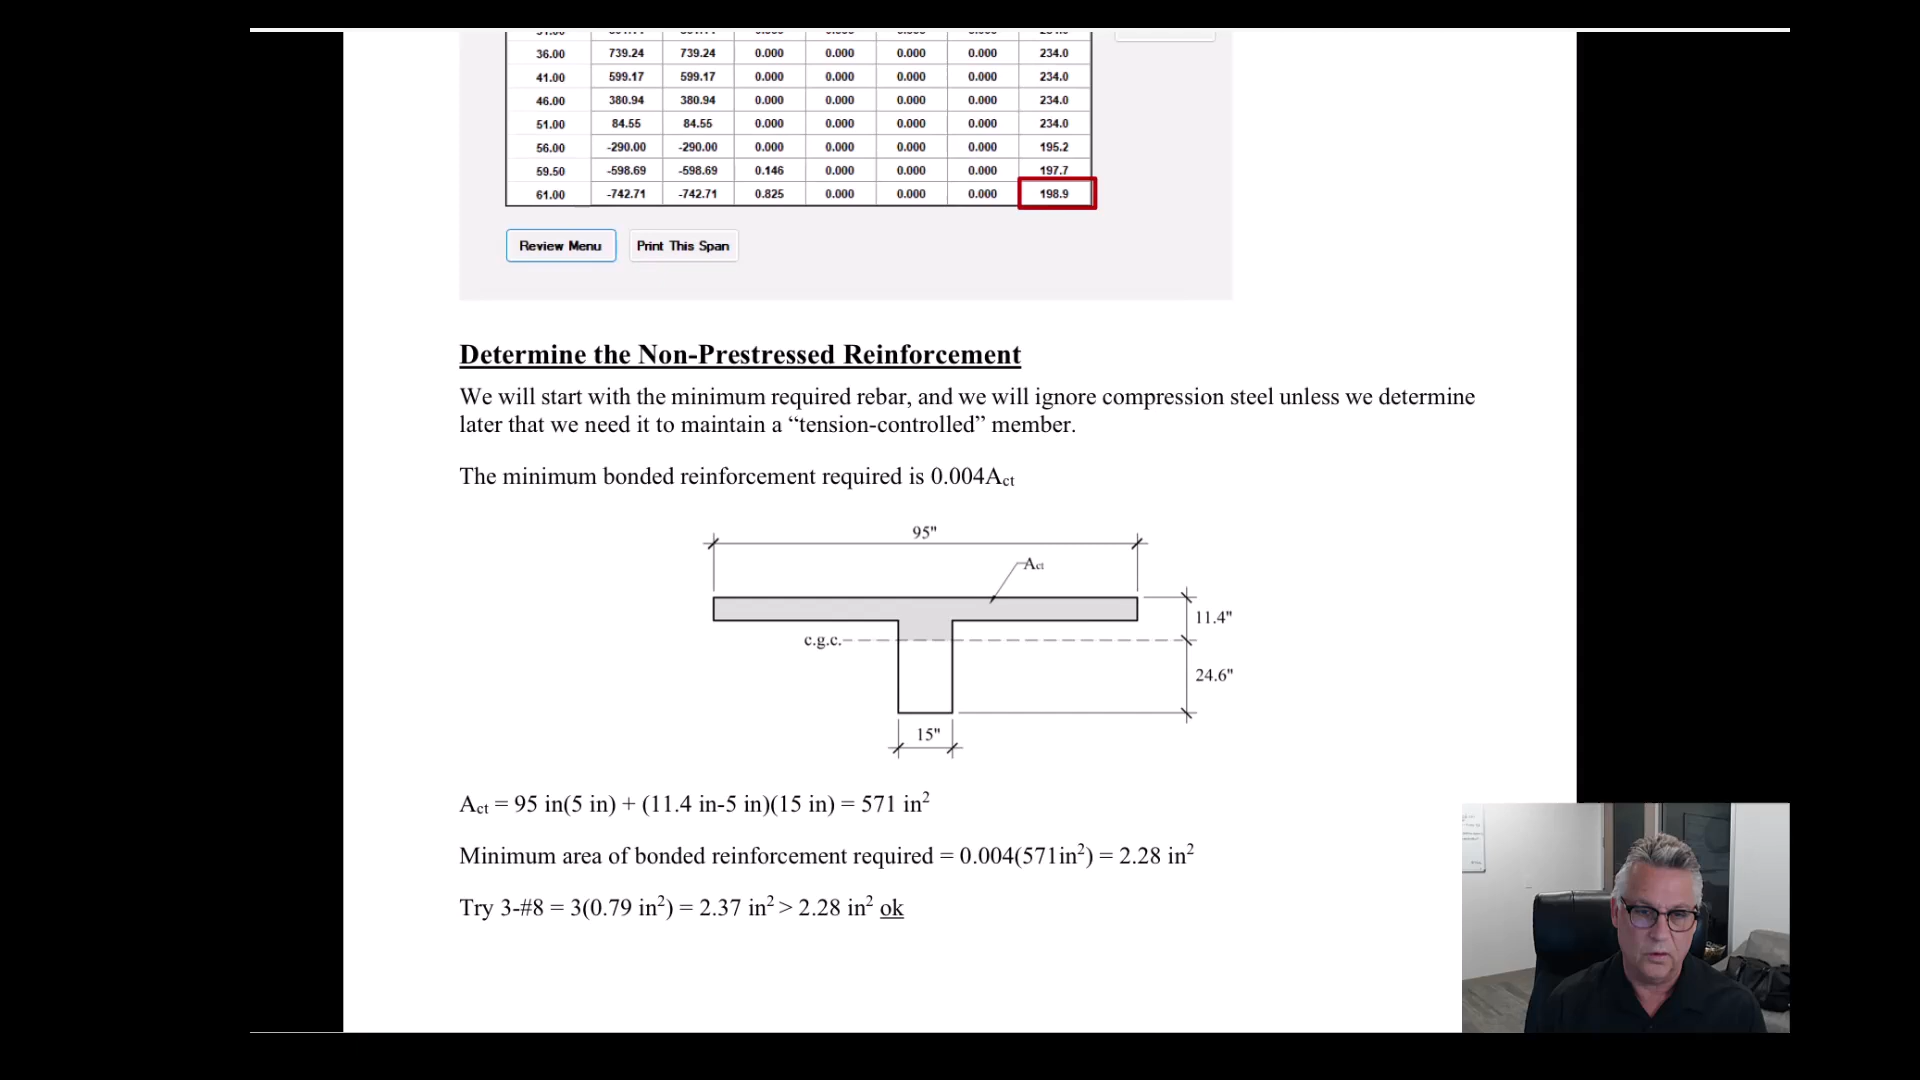 36.00 739.24 739.24 0.000 0.000 0.000 0.000 234.0
41.00 599.17 599.17 0.000 0.000 0.000 0.000 234.0
46.00 380.94 380.94 0.000 0.000 0.000 0.000 234.0
51.00 84.55 84.55 0.000 0.000 0.000 0.000 234.0
56.00 -290.00 -290.00 0.000 0.000 0.000 0.000 195.2
59.50 -598.69 -598.69 0.146 0.000 0.000 0.000 197.7
61.00 -742.71 -742.71 0.825 0.000 0.000 0.000 198.9
Review Menu Print This Span
Determine the Non-Prestressed Reinforcement
We will start with the minimum required rebar, and we will ignore compression steel unless we determine
later that we need it to maintain a “tension-controlled” member.
The minimum bonded reinforcement required is 0.004Act
95"
Act
11.4"
c.g.c.
24.6"
15"
Act = 95 in(5 in) + (11.4 in-5 in)(15 in) = 571 in²
Minimum area of bonded reinforcement required = 0.004(571in²) = 2.28 in²
Try 3-#8 = 3(0.79 in²) = 2.37 in² > 2.28 in² ok